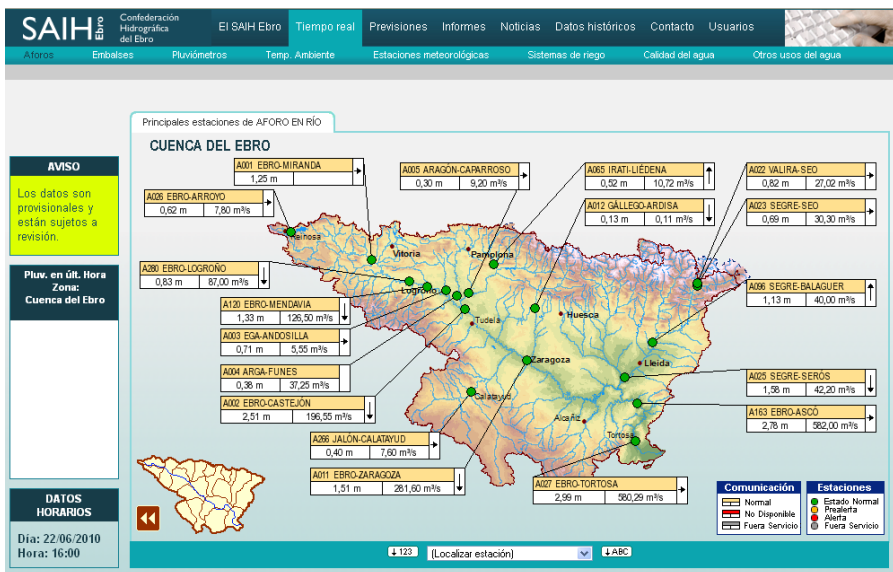 SAIH Ebro
Confederación
Hidrográfica
del Ebro
El SAIH Ebro Tiempo real Previsiones Informes Noticias Datos históricos Contacto Usuarios
Aforos Embalses Pluviómetros Temp. Ambiente Estaciones meteorológicas Sistemas de riego Calidad del agua Otros usos del agua
Principales estaciones de AFORO EN RÍO
CUENCA DEL EBRO
AVISO
Los datos son
provisionales y
están sujetos a
revisión.
Pluv. en últ. Hora
Zona:
Cuenca del Ebro
DATOS
HORARIOS
Día: 22/06/2010
Hora: 16:00
A001 EBRO-MIRANDA
1,25 m
A005 ARAGÓN-CAPARROSO
0,30 m 9,20 m³/s
A065 IRATI-LIÉDENA
0,52 m 10,72 m³/s
A022 VALIRA-SEO
0,82 m 27,02 m³/s
A026 EBRO-ARROYO
0,62 m 7,80 m³/s
A012 GÁLLEGO-ARDISA
0,13 m 0,11 m³/s
A023 SEGRE-SEO
0,69 m 30,30 m³/s
A280 EBRO-LOGROÑO
0,83 m 87,00 m³/s
A120 EBRO-MENDAVIA
1,33 m 126,50 m³/s
A096 SEGRE-BALAGUER
1,13 m 40,00 m³/s
A003 EGA-ANDOSILLA
0,71 m 5,55 m³/s
A004 ARGA-FUNES
0,38 m 37,25 m³/s
A025 SEGRE-SERÓS
1,58 m 42,20 m³/s
A002 EBRO-CASTEJÓN
2,51 m 196,55 m³/s
A163 EBRO-ASCÓ
2,78 m 582,00 m³/s
A266 JALÓN-CALATAYUD
0,40 m 7,60 m³/s
A011 EBRO-ZARAGOZA
1,51 m 281,60 m³/s
A027 EBRO-TORTOSA
2,99 m 580,29 m³/s
Reinosa
Vitoria
Pamplona
Logroño
Tudela
Huesca
Zaragoza
Lleida
Calatayud
Alcañiz
Tortosa
Comunicación
Normal
No Disponible
Fuera Servicio
Estaciones
Estado Normal
Prealerta
Alerta
Fuera Servicio
↓123 (Localizar estación) ↓ABC